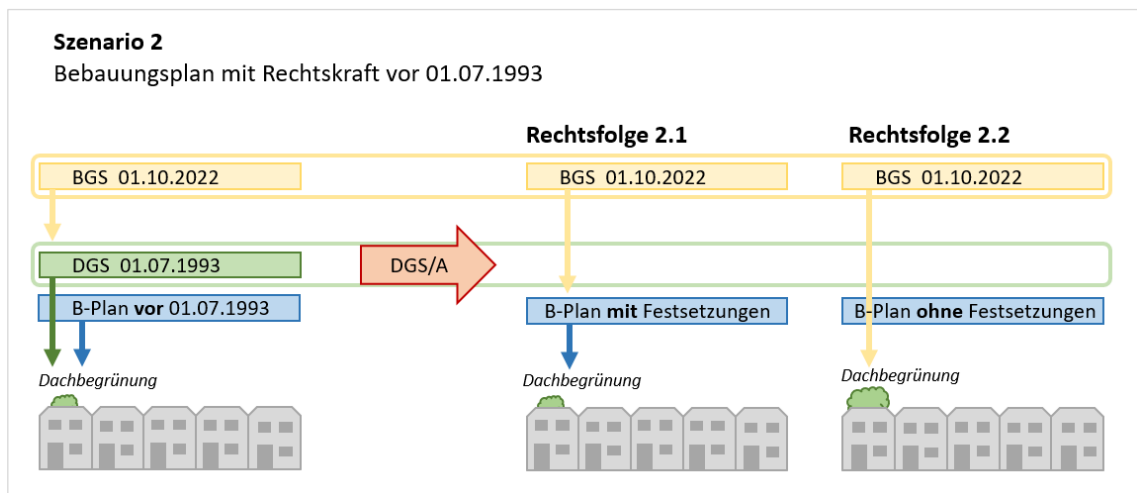 Szenario 2
Bebauungsplan mit Rechtskraft vor 01.07.1993
Rechtsfolge 2.1
Rechtsfolge 2.2
BGS 01.10.2022
BGS 01.10.2022
BGS 01.10.2022
DGS 01.07.1993
DGS/A
B-Plan vor 01.07.1993
B-Plan mit Festsetzungen
B-Plan ohne Festsetzungen
Dachbegrünung
Dachbegrünung
Dachbegrünung